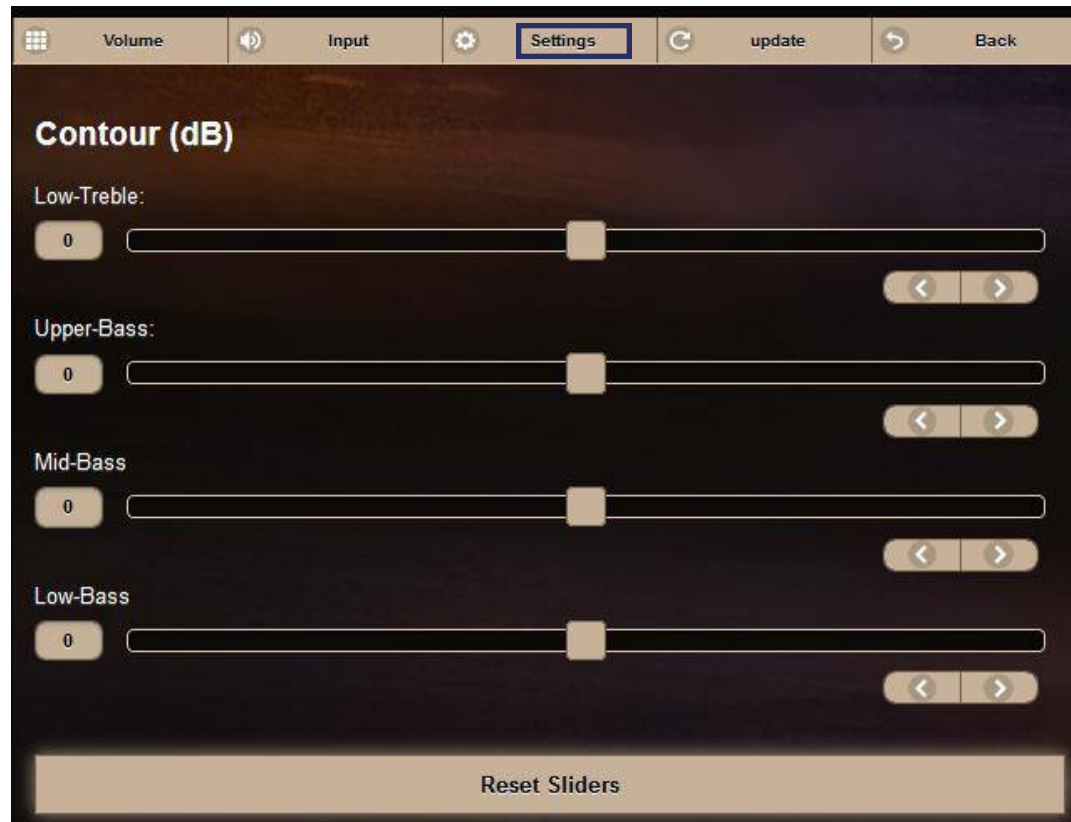 Volume Input Settings update Back
Contour (dB)
Low-Treble:
0
Upper-Bass:
0
Mid-Bass
0
Low-Bass
0
Reset Sliders